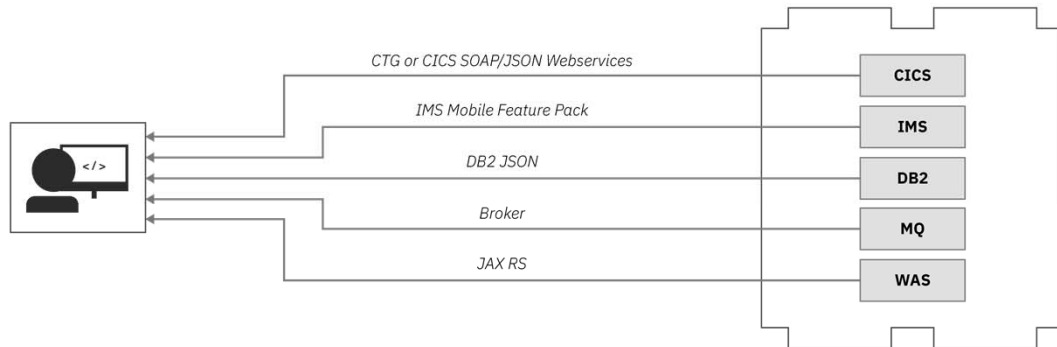 CTG or CICS SOAP/JSON Webservices
CICS
IMS Mobile Feature Pack
IMS
</>
DB2 JSON
DB2
Broker
MQ
JAX RS
WAS